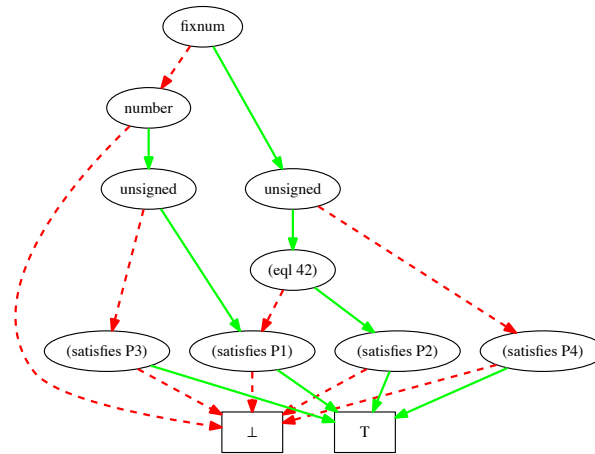 fixnum
number
unsigned
unsigned
(eql 42)
(satisfies P3)
(satisfies P1)
(satisfies P2)
(satisfies P4)
⊥
T